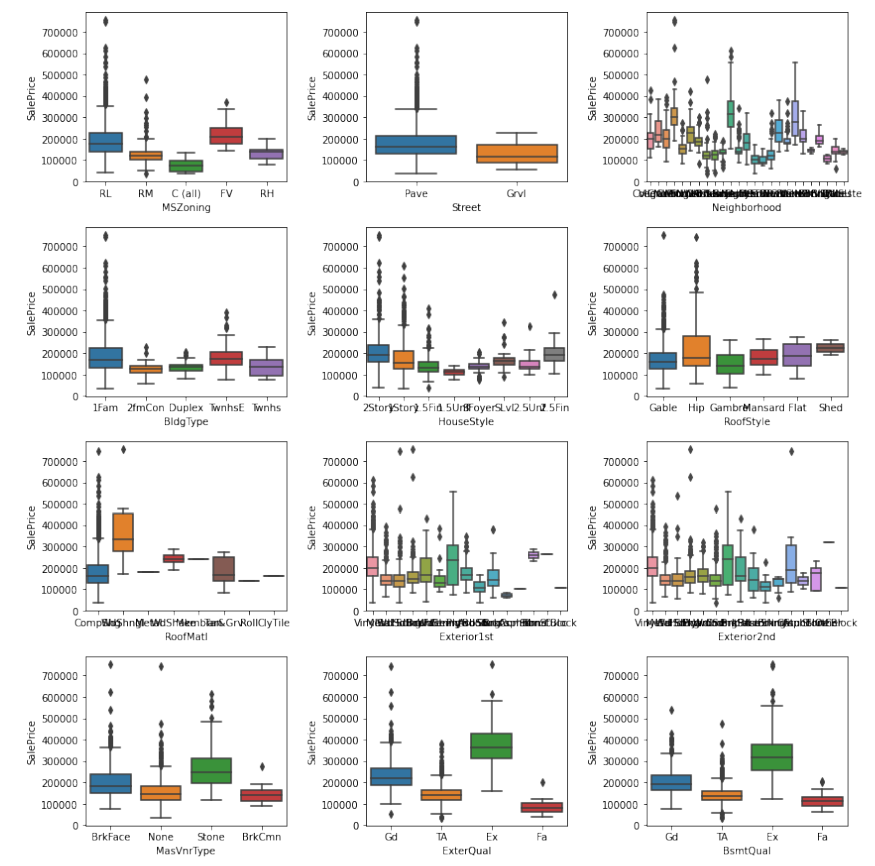 SalePrice
700000
600000
500000
400000
300000
200000
100000
0
RL RM C (all) FV RH
MSZoning
SalePrice
700000
600000
500000
400000
300000
200000
100000
0
Pave Grvl
Street
SalePrice
700000
600000
500000
400000
300000
200000
100000
0
Neighborhood
SalePrice
700000
600000
500000
400000
300000
200000
100000
0
1Fam 2fmCon Duplex TwnhsE Twnhs
BldgType
SalePrice
700000
600000
500000
400000
300000
200000
100000
0
2Story 1Story 1.5Fin 1.5Unf SFoyer SLvl 2.5Unf 2.5Fin
HouseStyle
SalePrice
700000
600000
500000
400000
300000
200000
100000
0
Gable Hip Gambrel Mansard Flat Shed
RoofStyle
SalePrice
700000
600000
500000
400000
300000
200000
100000
0
CompShg WdShngl Metal WdShake Membran Tar&Grv Roll ClyTile
RoofMatl
SalePrice
700000
600000
500000
400000
300000
200000
100000
0
Exterior1st
SalePrice
700000
600000
500000
400000
300000
200000
100000
0
Exterior2nd
SalePrice
700000
600000
500000
400000
300000
200000
100000
0
BrkFace None Stone BrkCmn
MasVnrType
SalePrice
700000
600000
500000
400000
300000
200000
100000
0
Gd TA Ex Fa
ExterQual
SalePrice
700000
600000
500000
400000
300000
200000
100000
0
Gd TA Ex Fa
BsmtQual